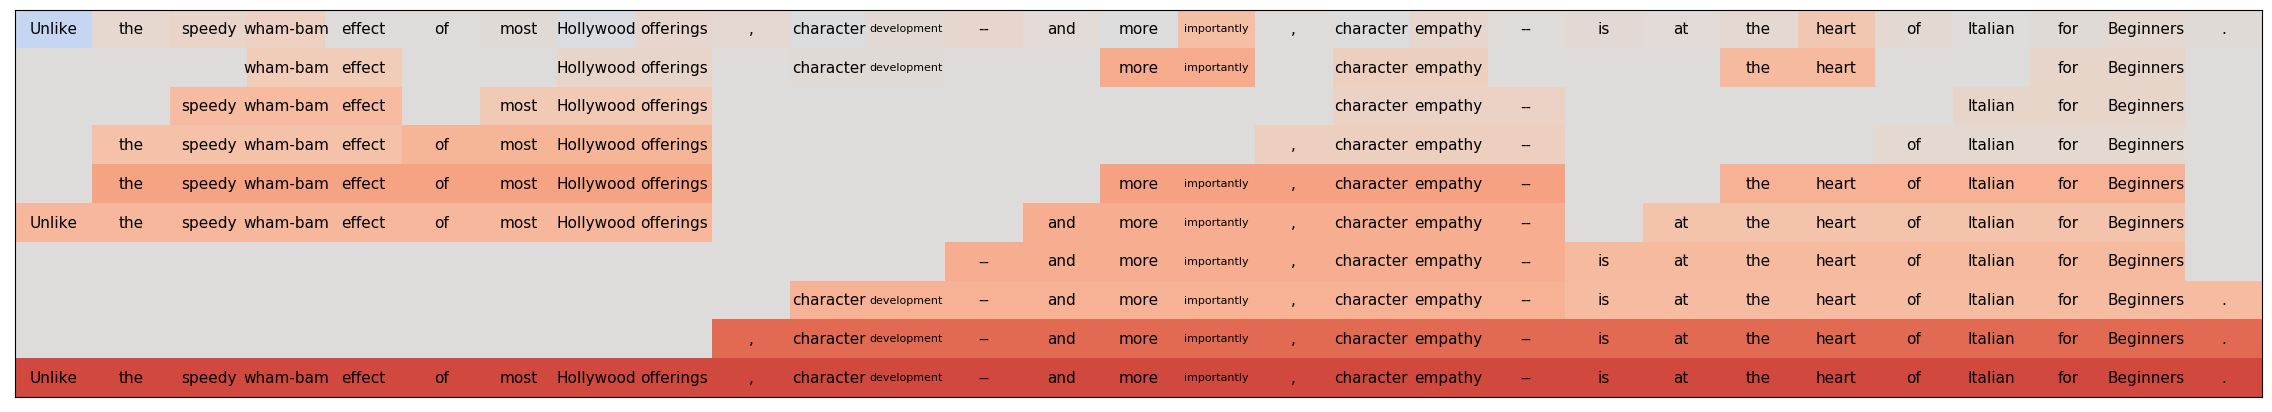 Unlike the speedy wham-bam effect of most Hollywood offerings , character development -- and more importantly , character empathy -- is at the heart of Italian for Beginners .
wham-bam effect Hollywood offerings character development more importantly character empathy the heart for Beginners
speedy wham-bam effect most Hollywood offerings character empathy -- Italian for Beginners
the speedy wham-bam effect of most Hollywood offerings , character empathy -- of Italian for Beginners
the speedy wham-bam effect of most Hollywood offerings more importantly , character empathy -- the heart of Italian for Beginners
Unlike the speedy wham-bam effect of most Hollywood offerings and more importantly , character empathy -- at the heart of Italian for Beginners
-- and more importantly , character empathy -- is at the heart of Italian for Beginners
character development -- and more importantly , character empathy -- is at the heart of Italian for Beginners .
, character development -- and more importantly , character empathy -- is at the heart of Italian for Beginners .
Unlike the speedy wham-bam effect of most Hollywood offerings , character development -- and more importantly , character empathy -- is at the heart of Italian for Beginners .